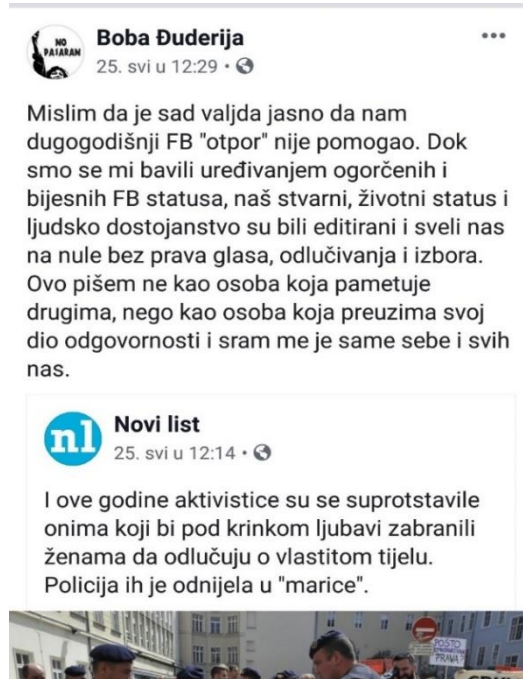 NO
PASARAN
Boba Đuderija
25. svi u 12:29 •
Mislim da je sad valjda jasno da nam
dugogodišnji FB "otpor" nije pomogao. Dok
smo se mi bavili uređivanjem ogorčenih i
bijesnih FB statusa, naš stvarni, životni status i
ljudsko dostojanstvo su bili editirani i sveli nas
na nule bez prava glasa, odlučivanja i izbora.
Ovo pišem ne kao osoba koja pametuje
drugima, nego kao osoba koja preuzima svoj
dio odgovornosti i sram me je same sebe i svih
nas.
nl
Novi list
25. svi u 12:14 •
I ove godine aktivistice su se suprotstavile
onima koji bi pod krinkom ljubavi zabranili
ženama da odlučuju o vlastitom tijelu.
Policija ih je odnijela u "marice".
POŠTO
PRAVA?